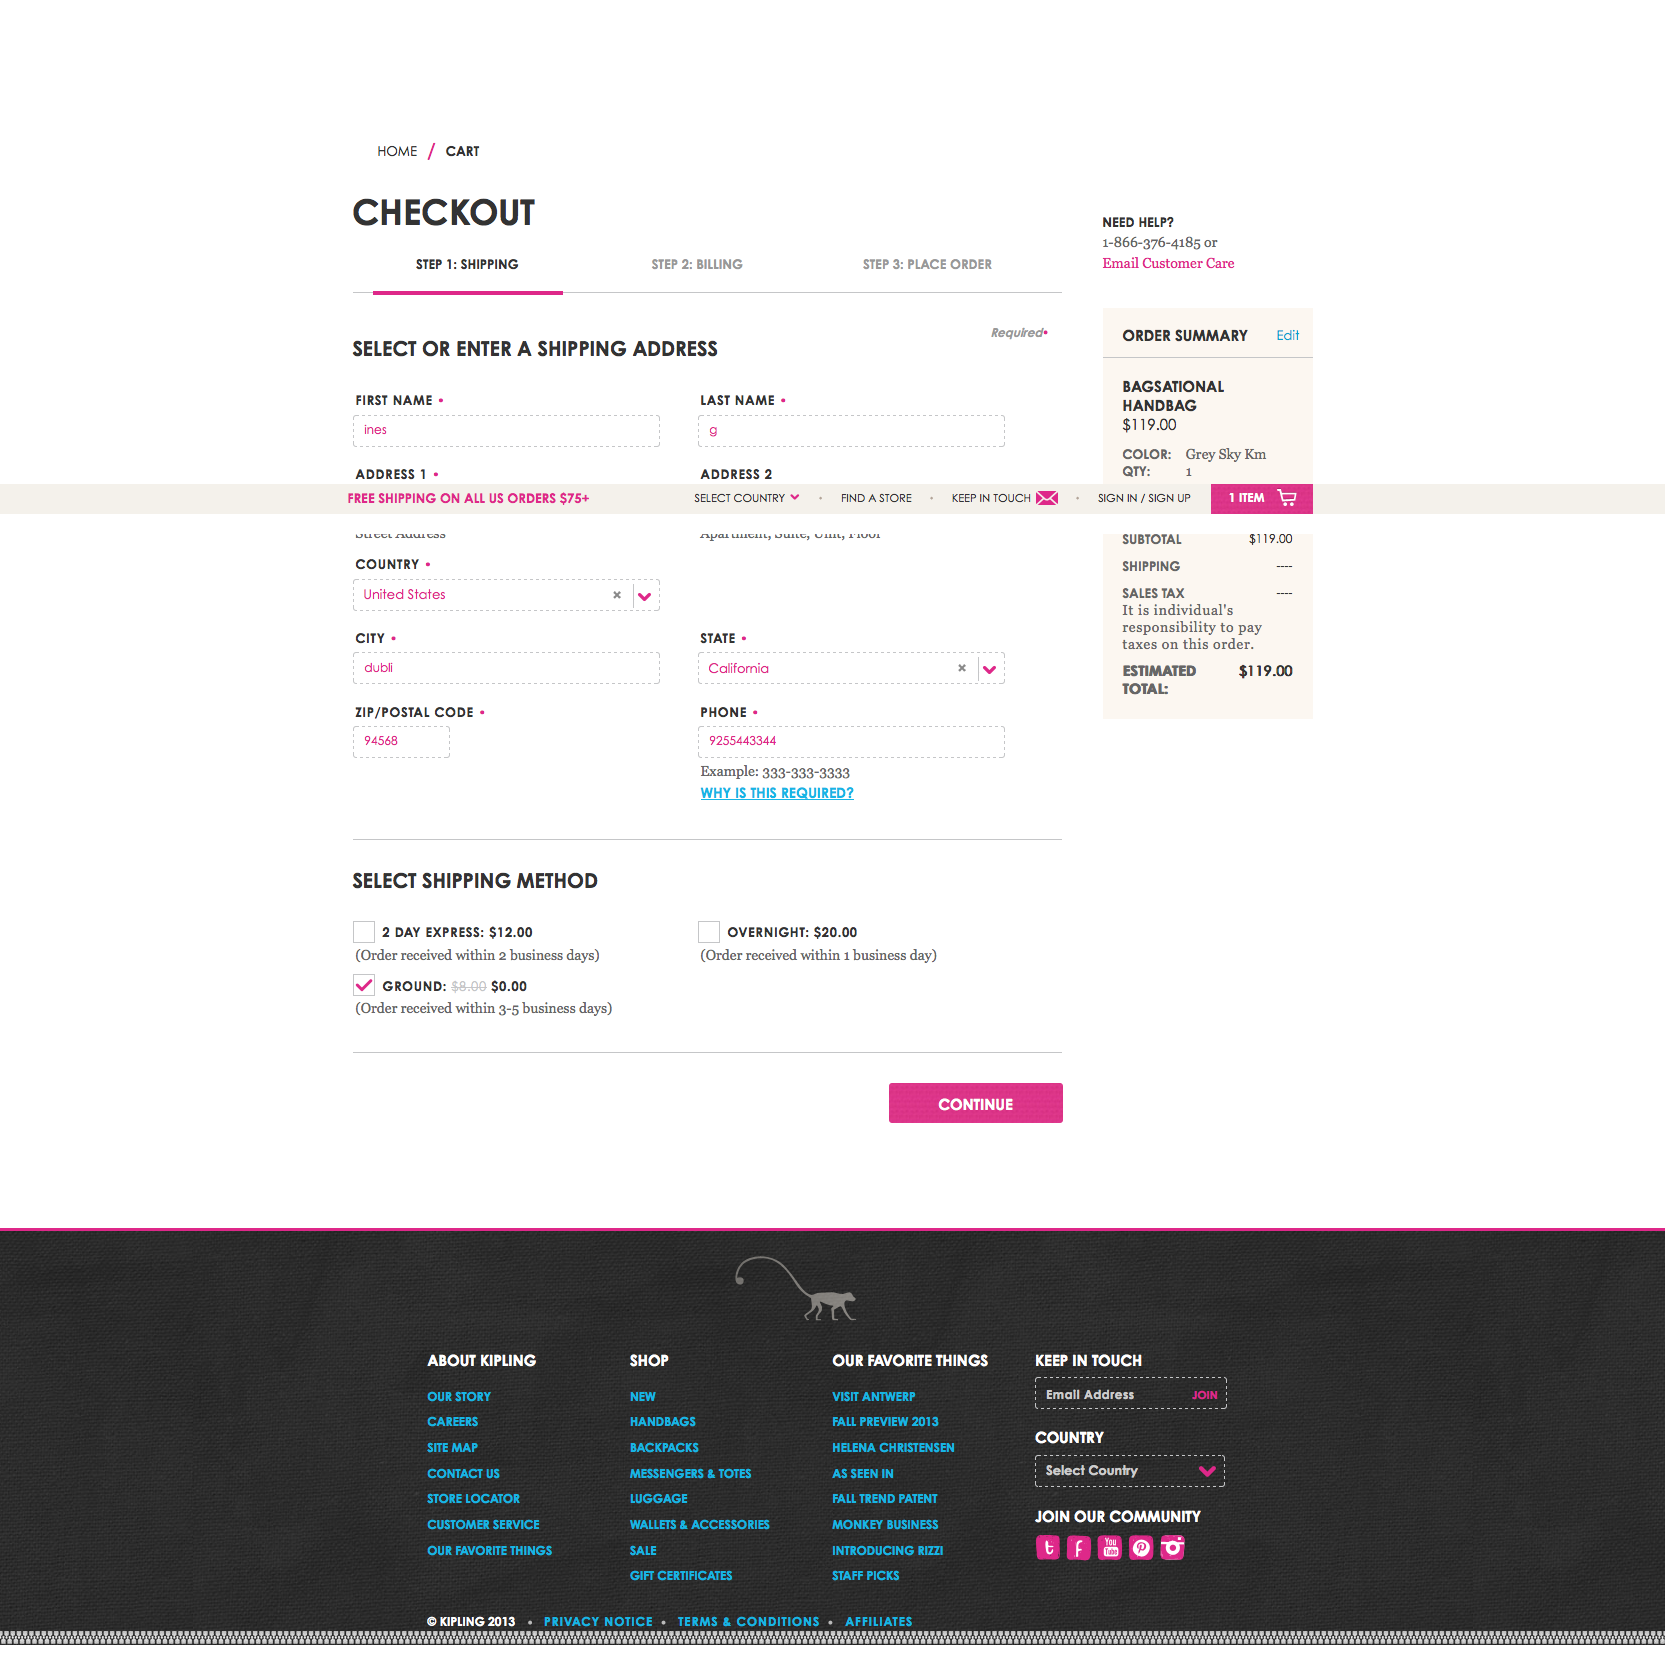 HOME / CART
CHECKOUT
NEED HELP?
1-866-376-4185 or
Email Customer Care
STEP 1: SHIPPING STEP 2: BILLING STEP 3: PLACE ORDER
Required•
SELECT OR ENTER A SHIPPING ADDRESS
ORDER SUMMARY Edit
BAGSATIONAL
HANDBAG
$119.00
COLOR: Grey Sky Km
QTY: 1
FIRST NAME • LAST NAME •
ines g
ADDRESS 1 • ADDRESS 2
FREE SHIPPING ON ALL US ORDERS $75+ SELECT COUNTRY • FIND A STORE • KEEP IN TOUCH • SIGN IN / SIGN UP 1 ITEM
Street Address Apartment, Suite, Unit, Floor
SUBTOTAL $119.00
SHIPPING ----
SALES TAX ----
It is individual's
responsibility to pay
taxes on this order.
ESTIMATED $119.00
TOTAL:
COUNTRY •
United States ×
CITY • STATE •
dubli California ×
ZIP/POSTAL CODE • PHONE •
94568 9255443344
Example: 333-333-3333
WHY IS THIS REQUIRED?
SELECT SHIPPING METHOD
2 DAY EXPRESS: $12.00 OVERNIGHT: $20.00
(Order received within 2 business days) (Order received within 1 business day)
GROUND: $8.00 $0.00
(Order received within 3-5 business days)
CONTINUE
ABOUT KIPLING
OUR STORY
CAREERS
SITE MAP
CONTACT US
STORE LOCATOR
CUSTOMER SERVICE
OUR FAVORITE THINGS
SHOP
NEW
HANDBAGS
BACKPACKS
MESSENGERS & TOTES
LUGGAGE
WALLETS & ACCESSORIES
SALE
GIFT CERTIFICATES
OUR FAVORITE THINGS
VISIT ANTWERP
FALL PREVIEW 2013
HELENA CHRISTENSEN
AS SEEN IN
FALL TREND PATENT
MONKEY BUSINESS
INTRODUCING RIZZI
STAFF PICKS
KEEP IN TOUCH
Email Address JOIN
COUNTRY
Select Country
JOIN OUR COMMUNITY
You Tube
© KIPLING 2013 • PRIVACY NOTICE • TERMS & CONDITIONS • AFFILIATES